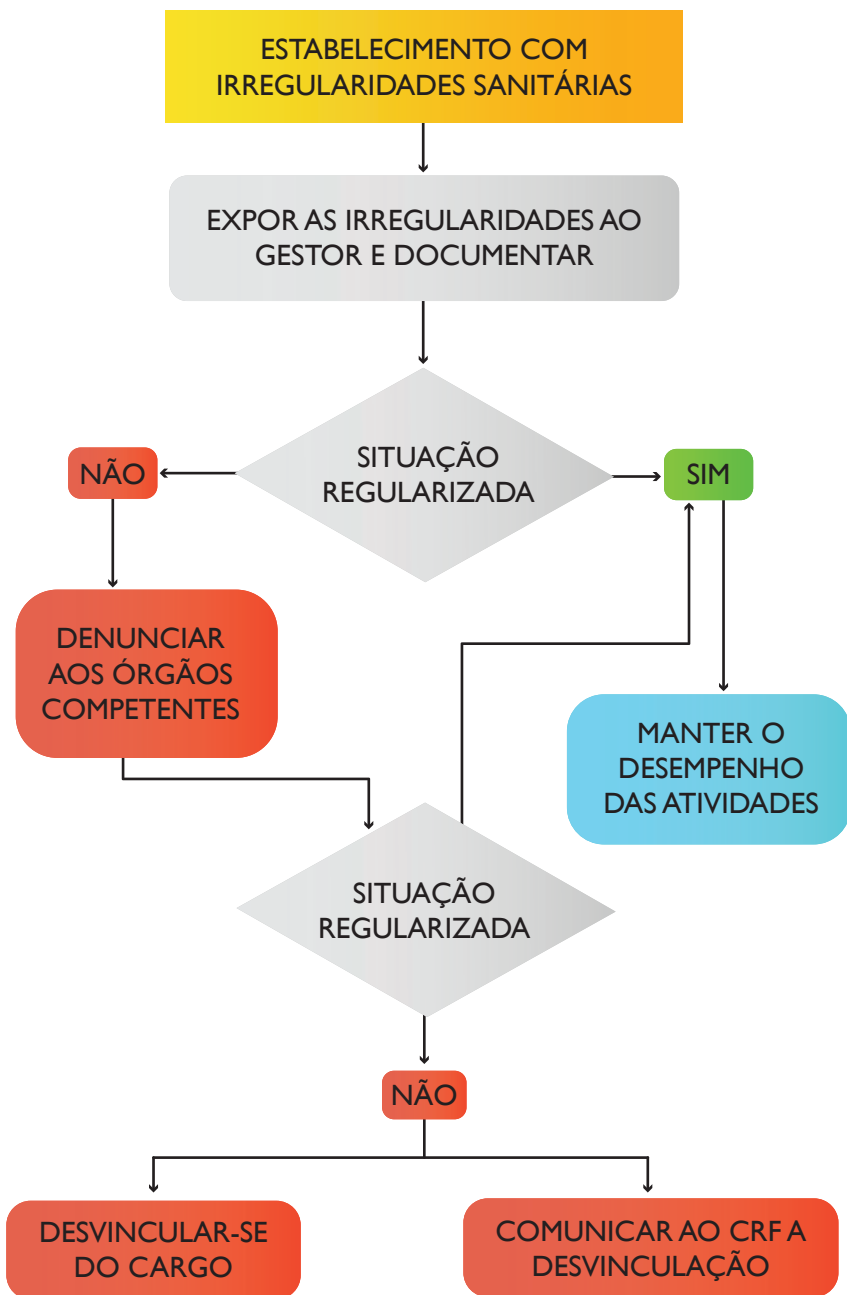 ESTABELECIMENTO COM
IRREGULARIDADES SANITÁRIAS
EXPOR AS IRREGULARIDADES AO
GESTOR E DOCUMENTAR
SITUAÇÃO
REGULARIZADA
NÃO
SIM
DENUNCIAR
AOS ÓRGÃOS
COMPETENTES
MANTER O
DESEMPENHO
DAS ATIVIDADES
SITUAÇÃO
REGULARIZADA
NÃO
DESVINCULAR-SE
DO CARGO
COMUNICAR AO CRF A
DESVINCULAÇÃO